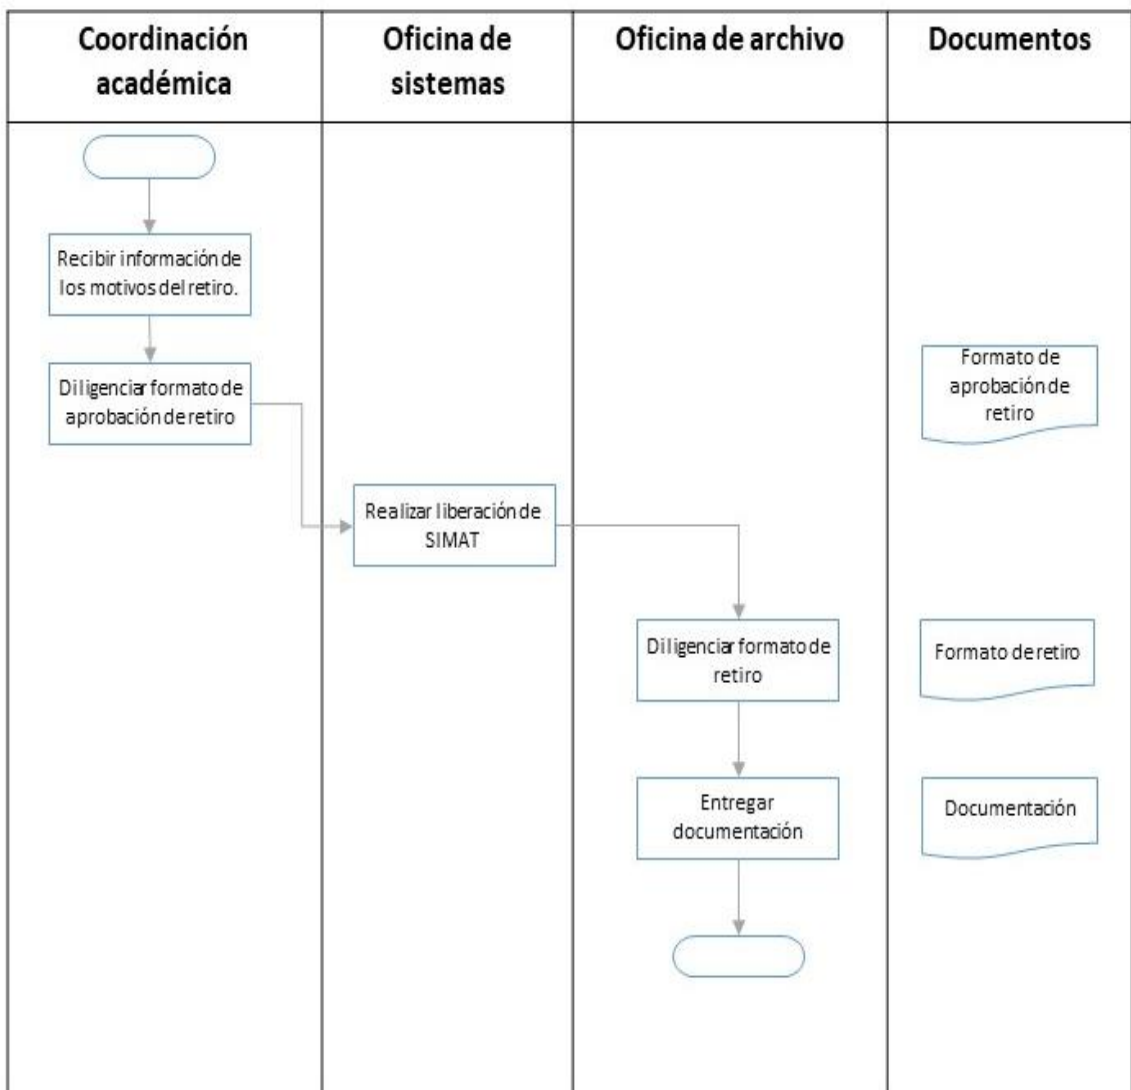 Coordinación
académica
Oficina de
sistemas
Oficina de archivo
Documentos
Recibir información de
los motivos del retiro.
Diligenciar formato de
aprobación de retiro
Formato de
aprobación de
retiro
Realizar liberación de
SIMAT
Diligenciar formato de
retiro
Formato de retiro
Entregar
documentación
Documentación